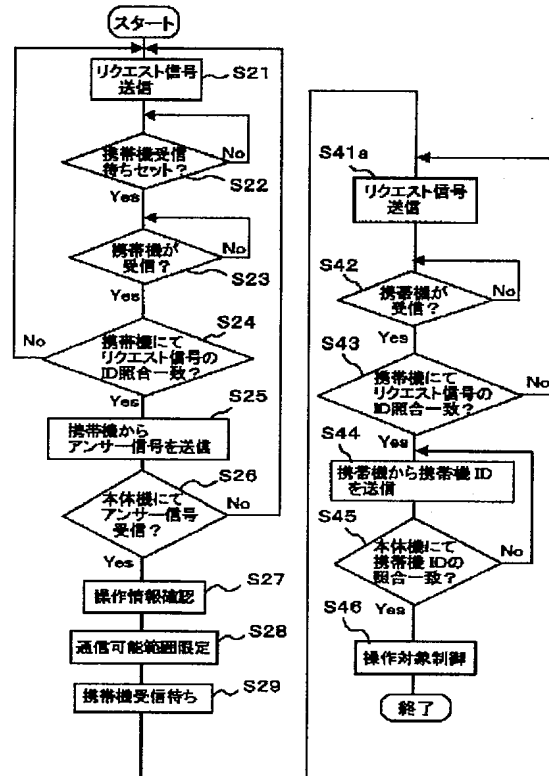 スタート
リクエスト信号
送信
S21
携帯機受信
待ちセット?
No
S22
Yes
携帯機が
受信?
No
S23
Yes
S24
No
携帯機にて
リクエスト信号の
ID照合一致?
Yes
S25
携帯機から
アンサー信号を送信
S26
本体機にて
アンサー信号
受信?
No
Yes
S27
操作情報確認
S28
通信可能範囲限定
S29
携帯機受信待ち
S41a
リクエスト信号
送信
S42
携帯機が
受信?
No
Yes
S43
携帯機にて
リクエスト信号の
ID照合一致?
No
Yes
S44
携帯機から携帯機 ID
を送信
S45
本体機にて
携帯機 IDの
照合一致?
No
Yes
S46
操作対象制御
終了